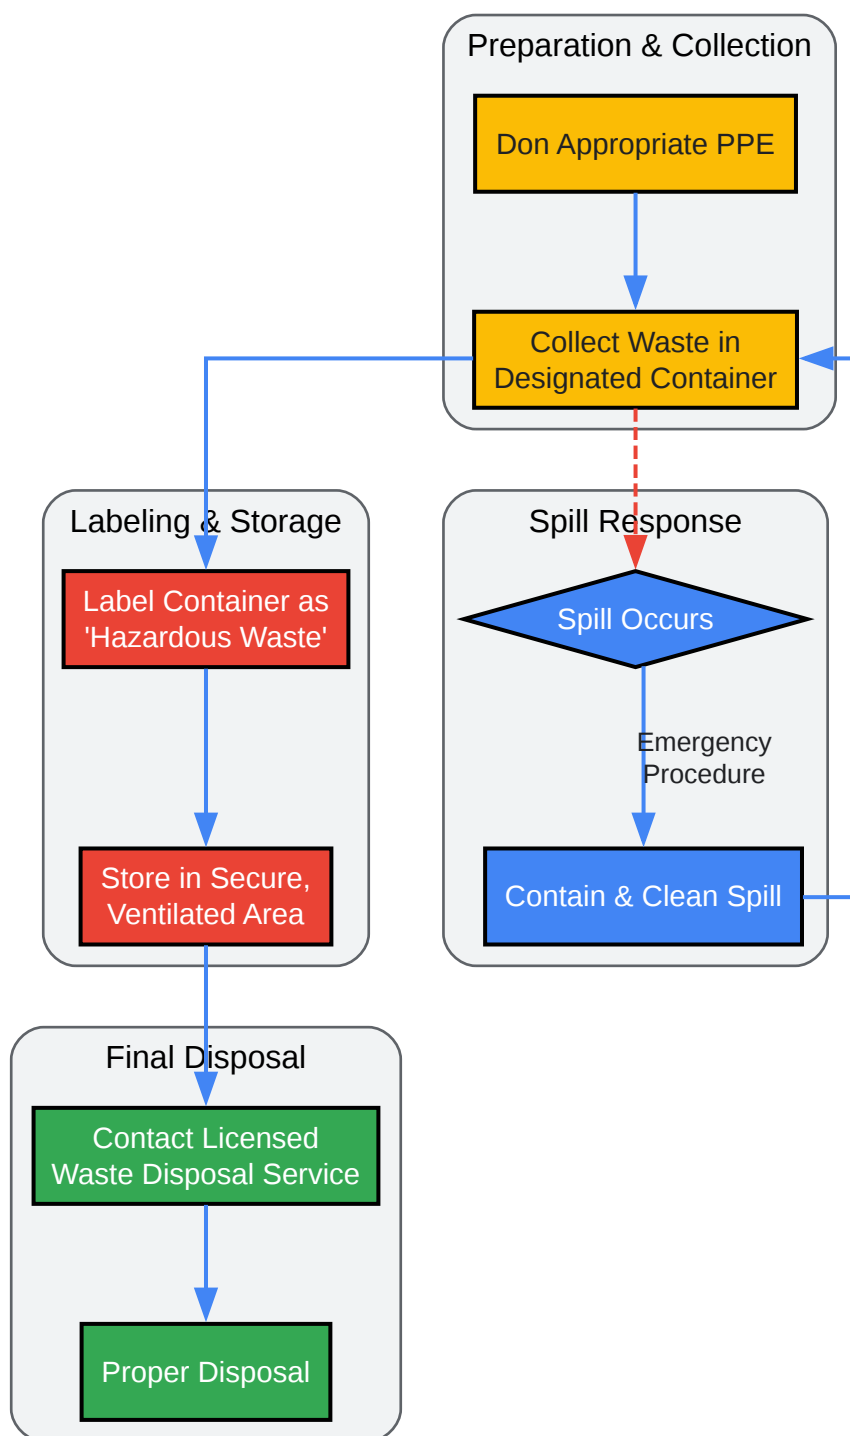 Preparation & Collection
Don Appropriate PPE
Collect Waste in
Designated Container
Labeling & Storage
Label Container as
'Hazardous Waste'
Store in Secure,
Ventilated Area
Spill Response
Spill Occurs
Emergency
Procedure
Contain & Clean Spill
Final Disposal
Contact Licensed
Waste Disposal Service
Proper Disposal